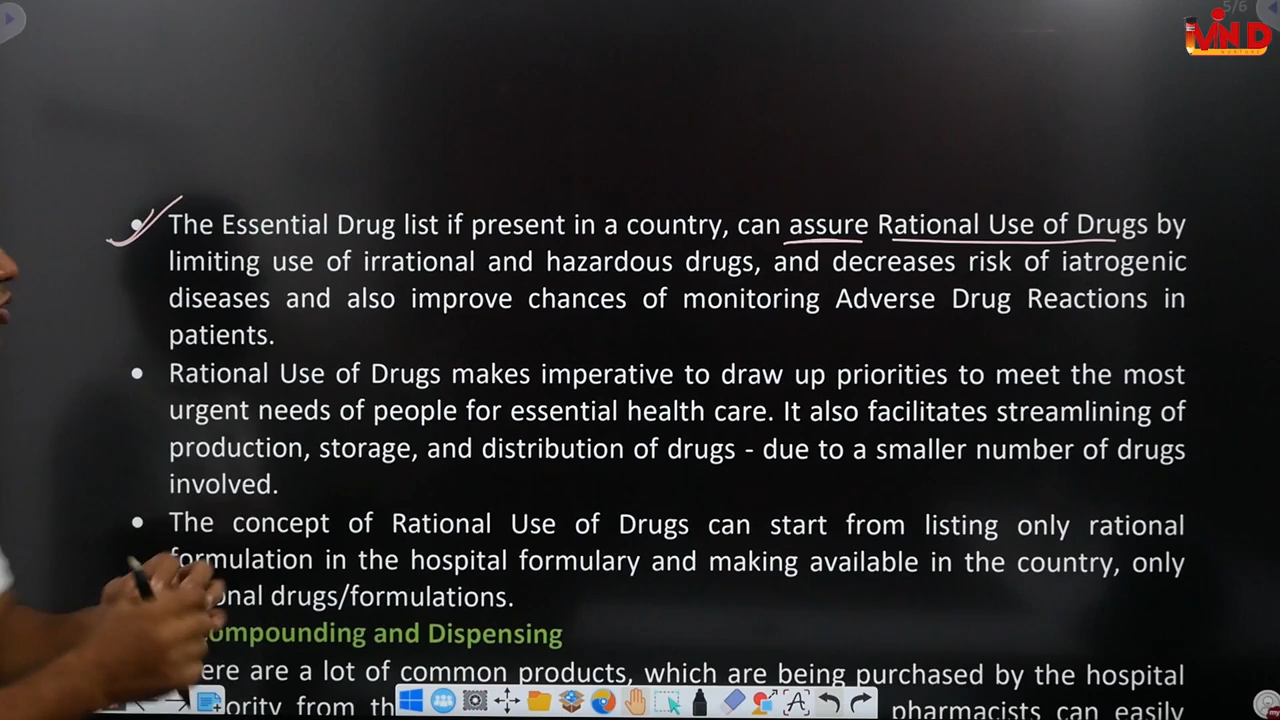 5/6
MIND
• The Essential Drug list if present in a country, can assure Rational Use of Drugs by
limiting use of irrational and hazardous drugs, and decreases risk of iatrogenic
diseases and also improve chances of monitoring Adverse Drug Reactions in
patients.
• Rational Use of Drugs makes imperative to draw up priorities to meet the most
urgent needs of people for essential health care. It also facilitates streamlining of
production, storage, and distribution of drugs - due to a smaller number of drugs
involved.
• The concept of Rational Use of Drugs can start from listing only rational
formulation in the hospital formulary and making available in the country, only
onal drugs/formulations.
ompounding and Dispensing
ere are a lot of common products, which are being purchased by the hospital
ority from th pharmacists can easily